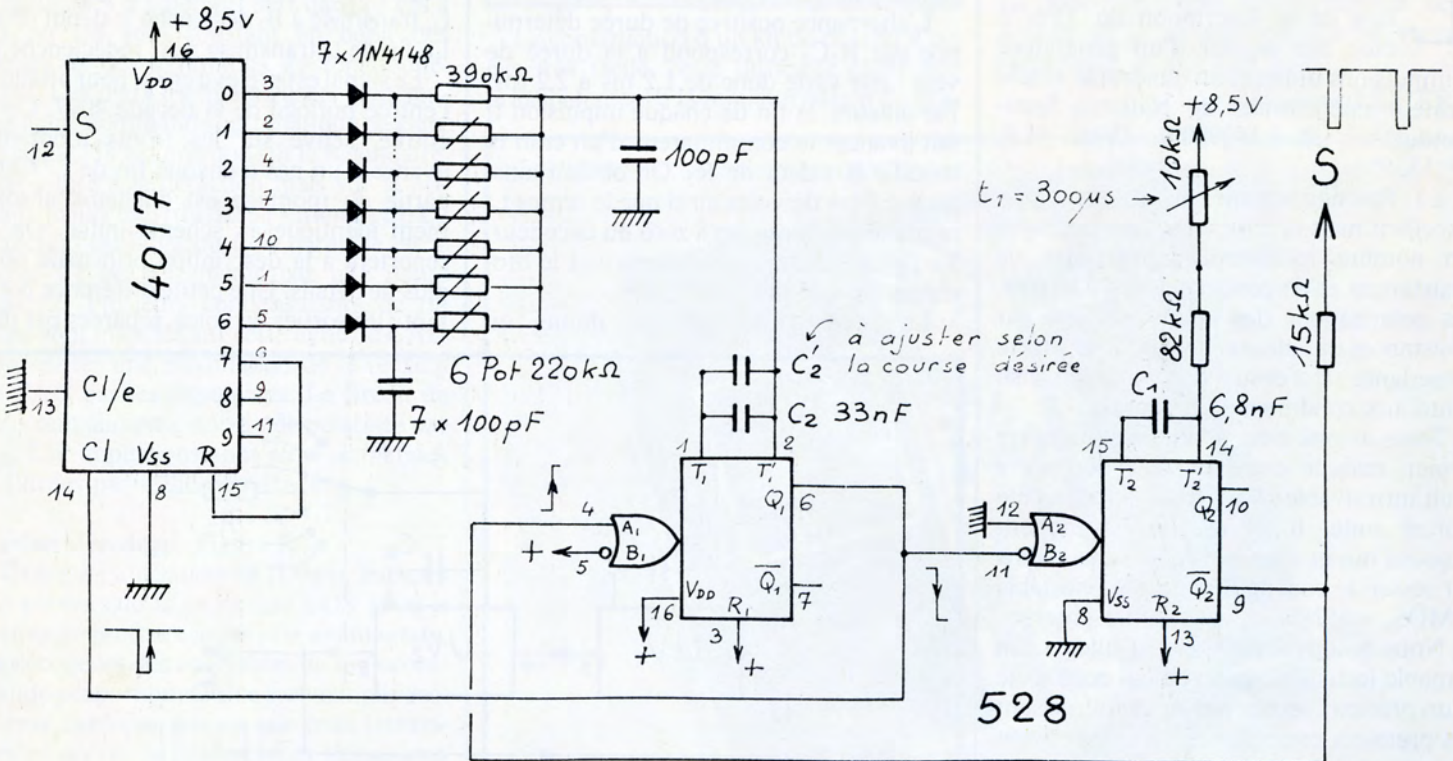 + 8,5 v
16
VDD
S
12
4017
0 3
1 2
2 4
3 7
4 10
5 1
6 5
7 6
8 9
9 11
Cl/e
13
Cl
VSS
R
14
8
15
7 x 1N4148
390kΩ
100pF
6 Pot 220kΩ
7 x 100pF
C2
à ajuster selon
la course désirée
C2 33nF
1
2
T1
T'1
4
A1
+
5
B1
Q1
6
Q̅1
7
16
VDD
R1
3
+
+
+8,5V
10kΩ
t1 = 300µs
82kΩ
C1
6,8nF
15
14
T2
T'2
12
A2
B2
11
Q2
10
Q̅2
9
8
VSS
R2
13
+
S
15kΩ
528